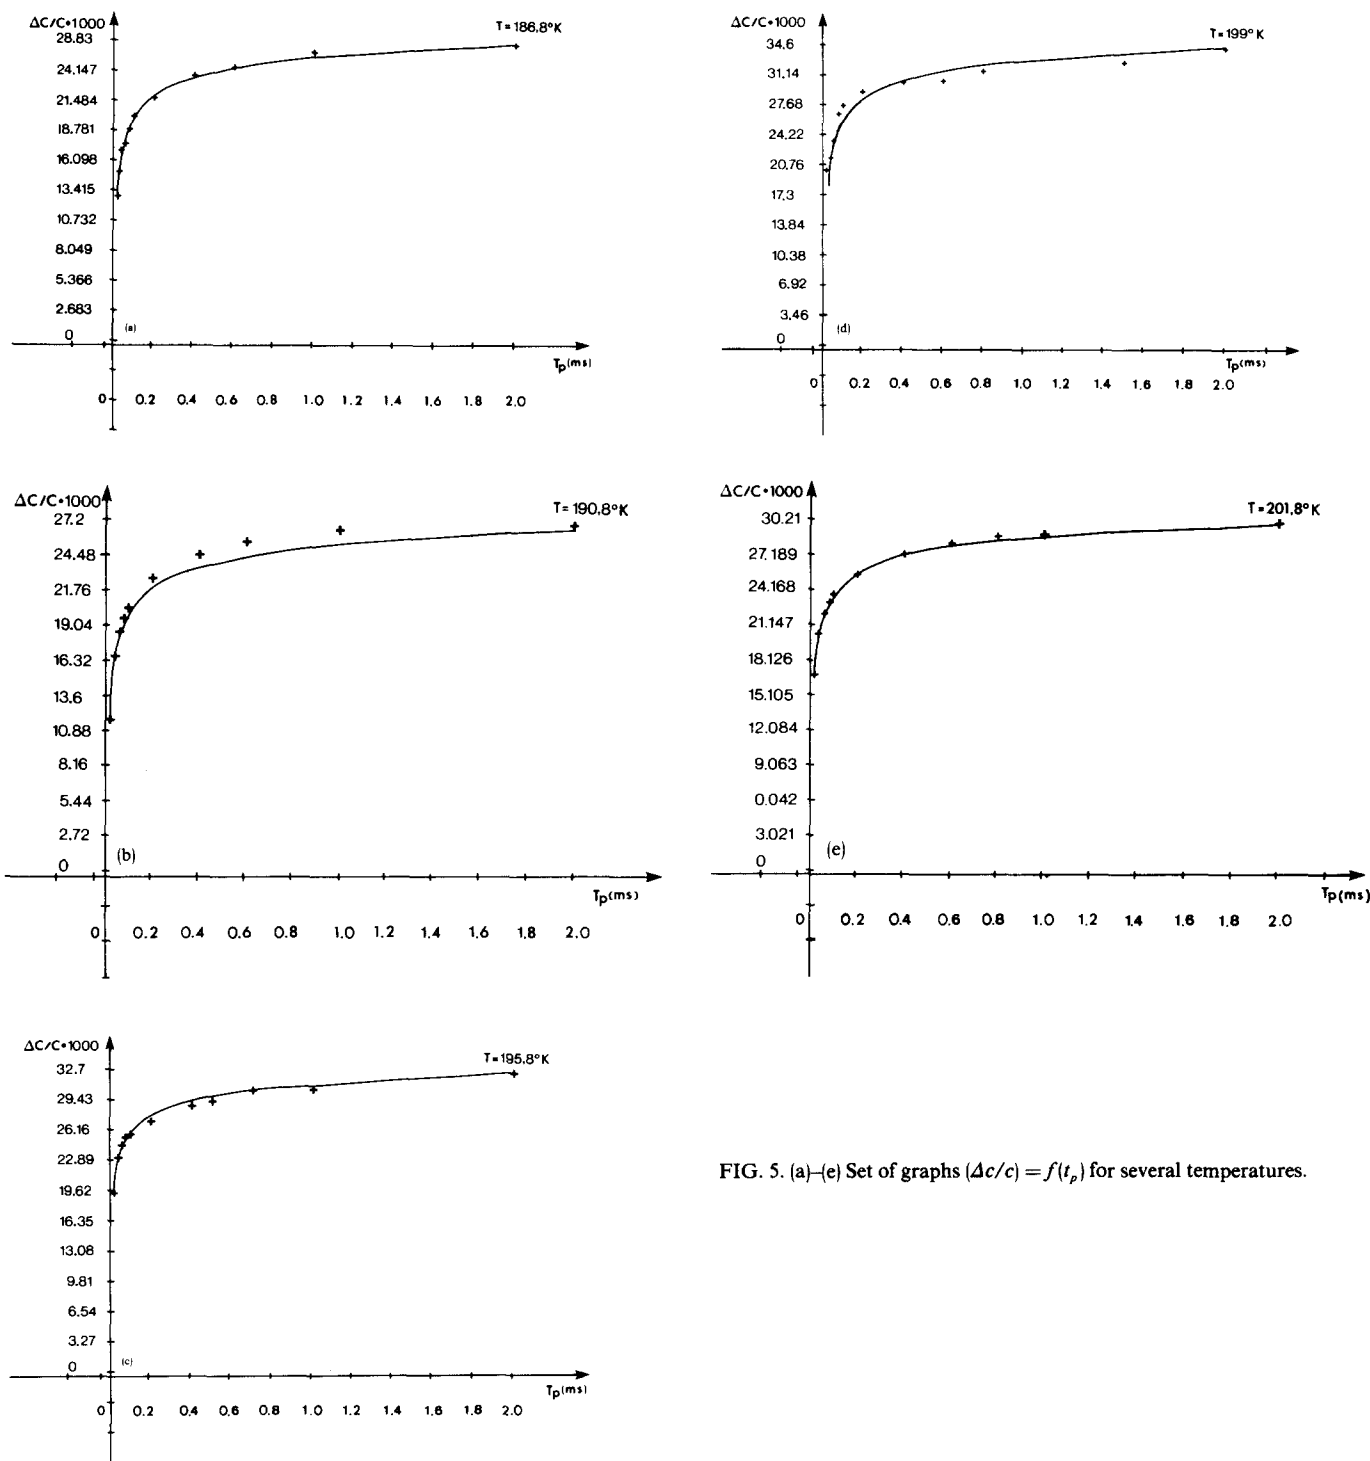 ΔC/C•1000
T=186.8°K
28.83
24.147
21.484
18.781
16.098
13.415
10.732
8.049
5.366
2.683
0
(a)
Tp(ms)
0 0.2 0.4 0.6 0.8 1.0 1.2 1.4 1.6 1.8 2.0
ΔC/C•1000
T=190.8°K
27.2
24.48
21.76
19.04
16.32
13.6
10.88
8.16
5.44
2.72
0
(b)
Tp(ms)
0 0.2 0.4 0.6 0.8 1.0 1.2 1.4 1.6 1.8 2.0
ΔC/C•1000
T=195.8°K
32.7
29.43
26.16
22.89
19.62
16.35
13.08
9.81
6.54
3.27
0
(c)
Tp(ms)
0 0.2 0.4 0.6 0.8 1.0 1.2 1.4 1.6 1.8 2.0
ΔC/C•1000
T=199°K
34.6
31.14
27.68
24.22
20.76
17,3
13.84
10.38
6.92
3.46
0
(d)
Tp(ms)
0 0.2 0.4 0.6 0.8 1.0 1.2 1.4 1.6 1.8 2.0
ΔC/C•1000
T=201,8°K
30.21
27.189
24.168
21.147
18.126
15.105
12.084
9.063
0.042
3.021
0
(e)
Tp(ms)
0 0.2 0.4 0.6 0.8 1.0 1.2 1.4 1.6 1.8 2.0
FIG. 5. (a)–(e) Set of graphs (Δc/c) = f(tp) for several temperatures.